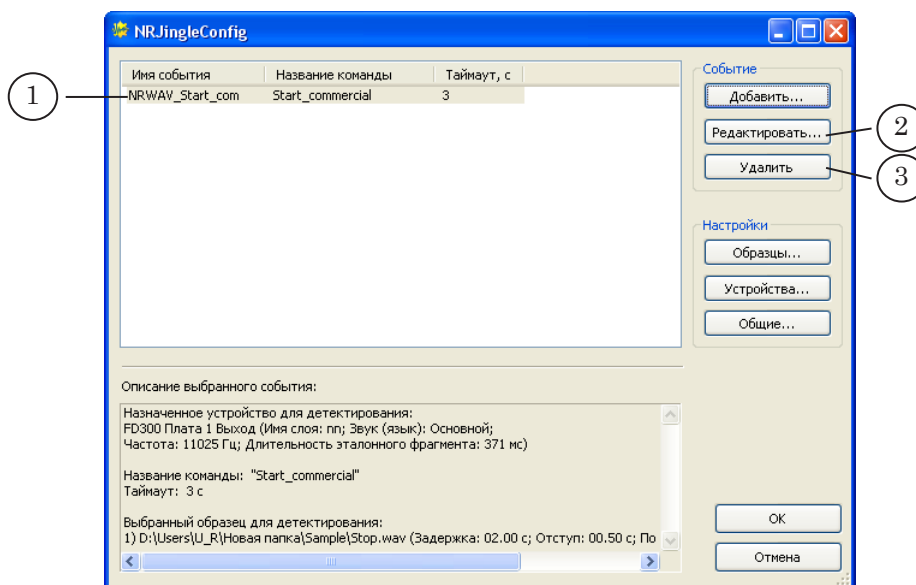 NRJingleConfig
Имя события Название команды Таймаут, с
1 NRWAV_Start_com Start_commercial 3
Событие
Добавить...
Редактировать... 2
Удалить 3
Настройки
Образцы...
Устройства...
Общие...
Описание выбранного события:
Назначенное устройство для детектирования:
FD300 Плата 1 Выход (Имя слоя: nn; Звук (язык): Основной;
Частота: 11025 Гц; Длительность эталонного фрагмента: 371 мс)
Название команды: "Start_commercial"
Таймаут: 3 с
Выбранный образец для детектирования:
1) D:\Users\U_R\Новая папка\Sample\Stop.wav (Задержка: 02.00 с; Отступ: 00.50 с; По
ОК
Отмена